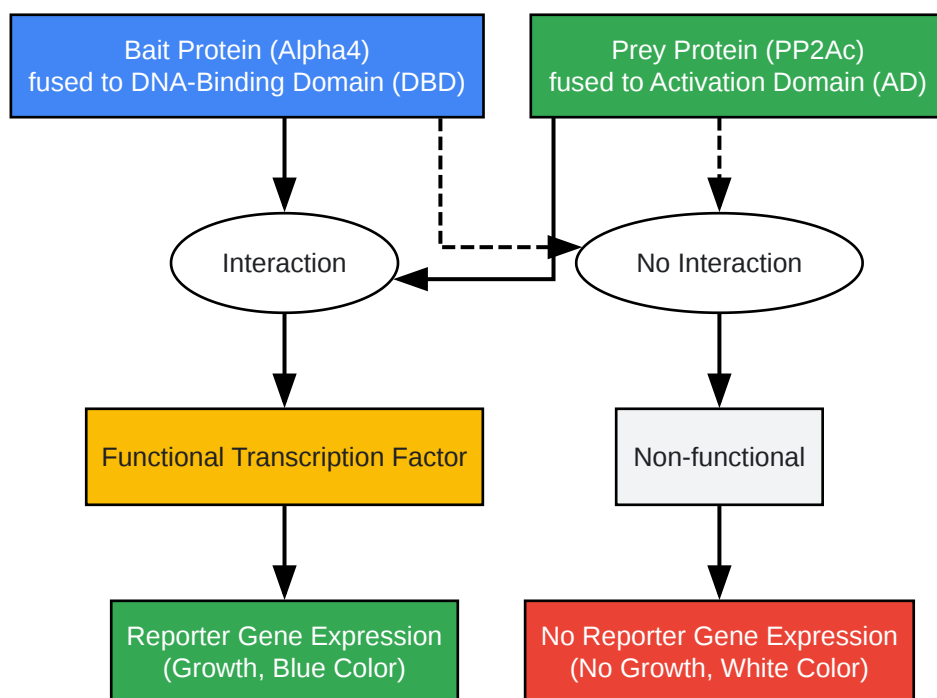 Bait Protein (Alpha4)
fused to DNA-Binding Domain (DBD)
Prey Protein (PP2Ac)
fused to Activation Domain (AD)
Interaction
No Interaction
Functional Transcription Factor
Non-functional
Reporter Gene Expression
(Growth, Blue Color)
No Reporter Gene Expression
(No Growth, White Color)